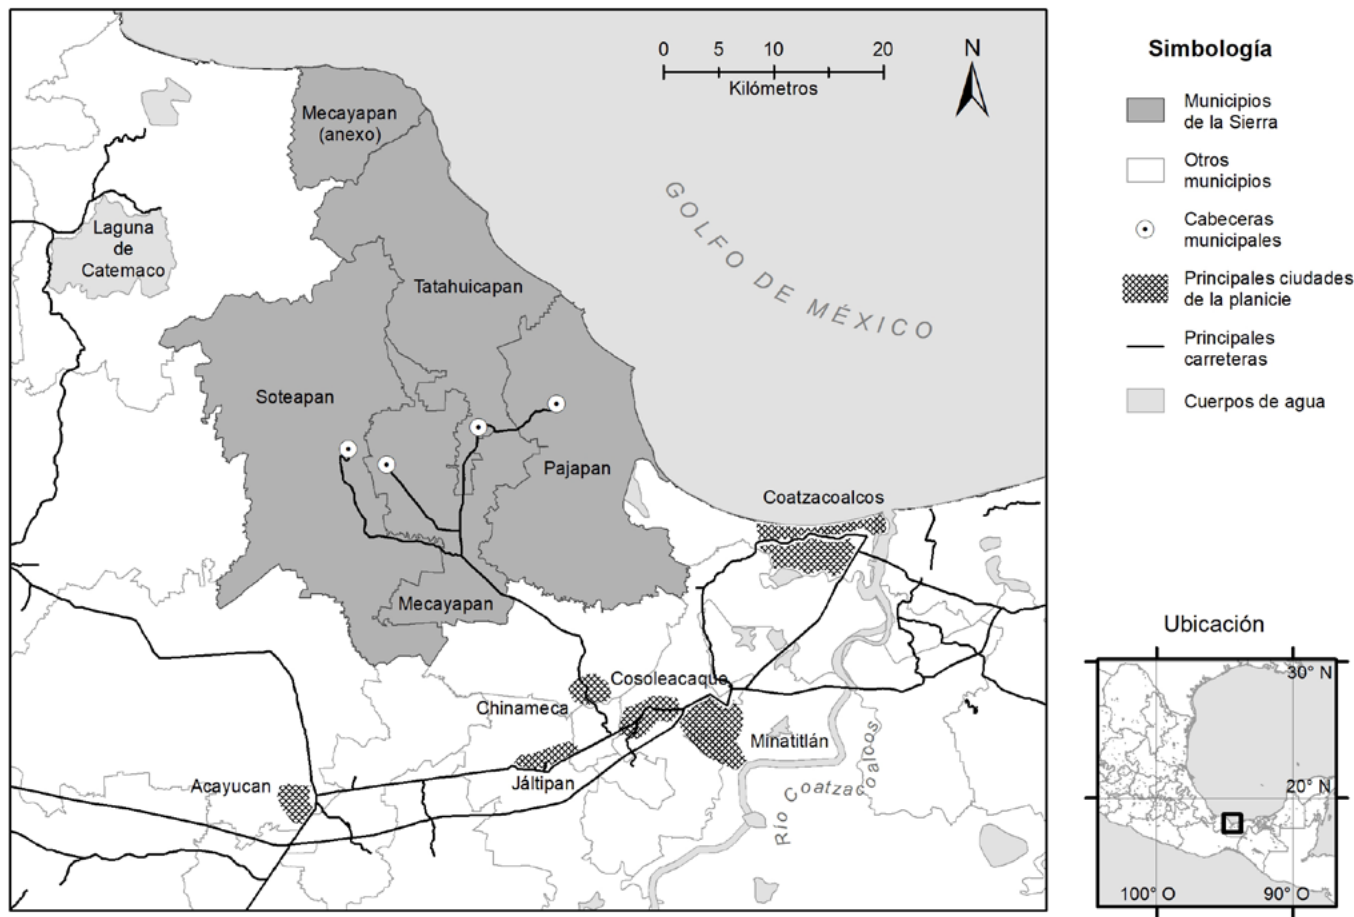 0 5 10 20
Kilómetros
N
Mecayapan
(anexo)
GOLFO DE MÉXICO
Laguna
de
Catemaco
Tatahuicapan
Soteapan
Pajapan
Coatzacoalcos
Mecayapan
Cosoleacaque
Chinameca
Minatitlán
Jáltipan
Acayucan
Río Coatzacoalcos
Simbología
Municipios
de la Sierra
Otros
municipios
Cabeceras
municipales
Principales ciudades
de la planicie
Principales
carreteras
Cuerpos de agua
Ubicación
30° N
20° N
100° O
90° O